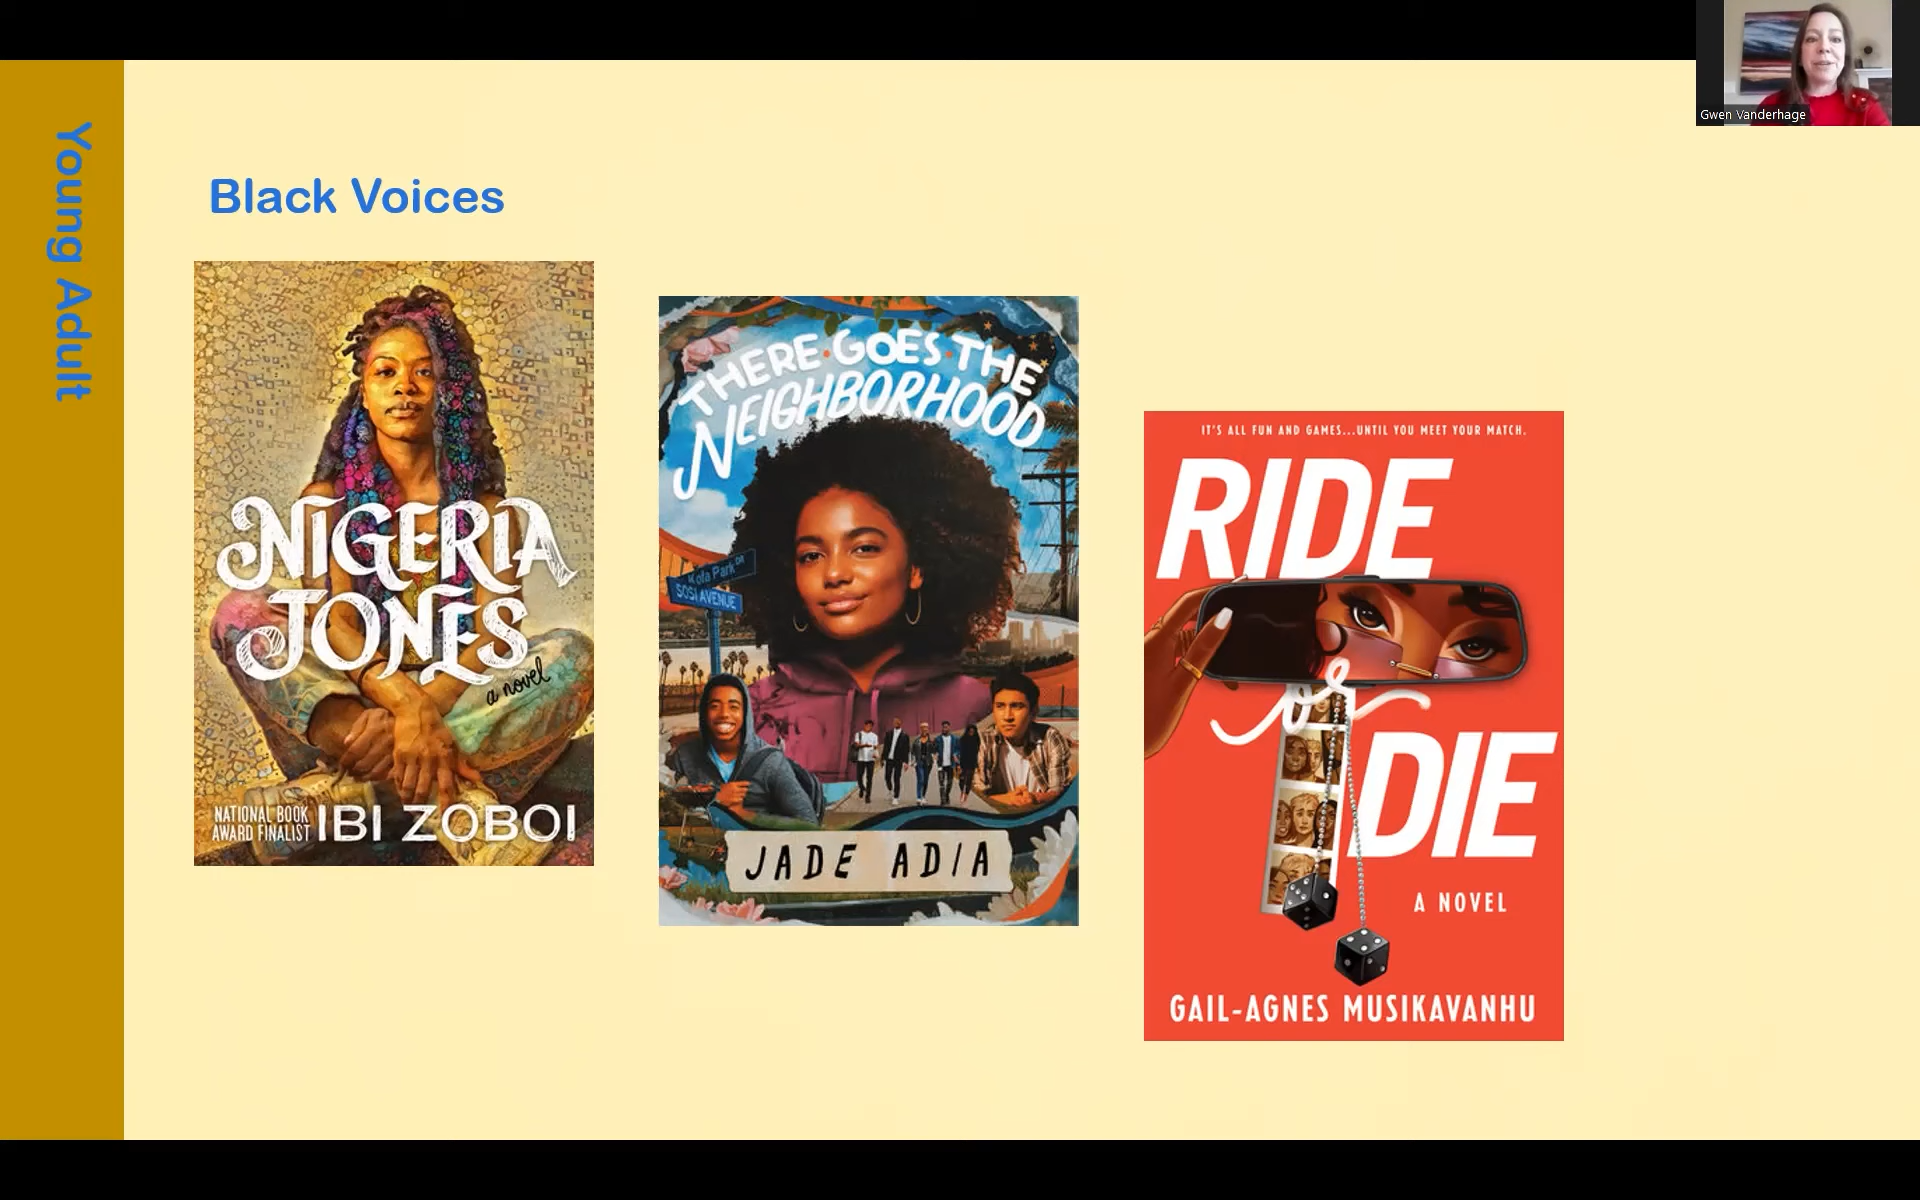 Gwen Vanderhage
Young Adult
Black Voices
NIGERIA
JONES
a novel
NATIONAL BOOK
AWARD FINALIST
IBI ZOBOI
THERE GOES THE
NEIGHBORHOOD
Kofa Park DR
SOSI AVENUE
JADE ADIA
IT'S ALL FUN AND GAMES...UNTIL YOU MEET YOUR MATCH.
RIDE
or
DIE
A NOVEL
GAIL-AGNES MUSIKAVANHU